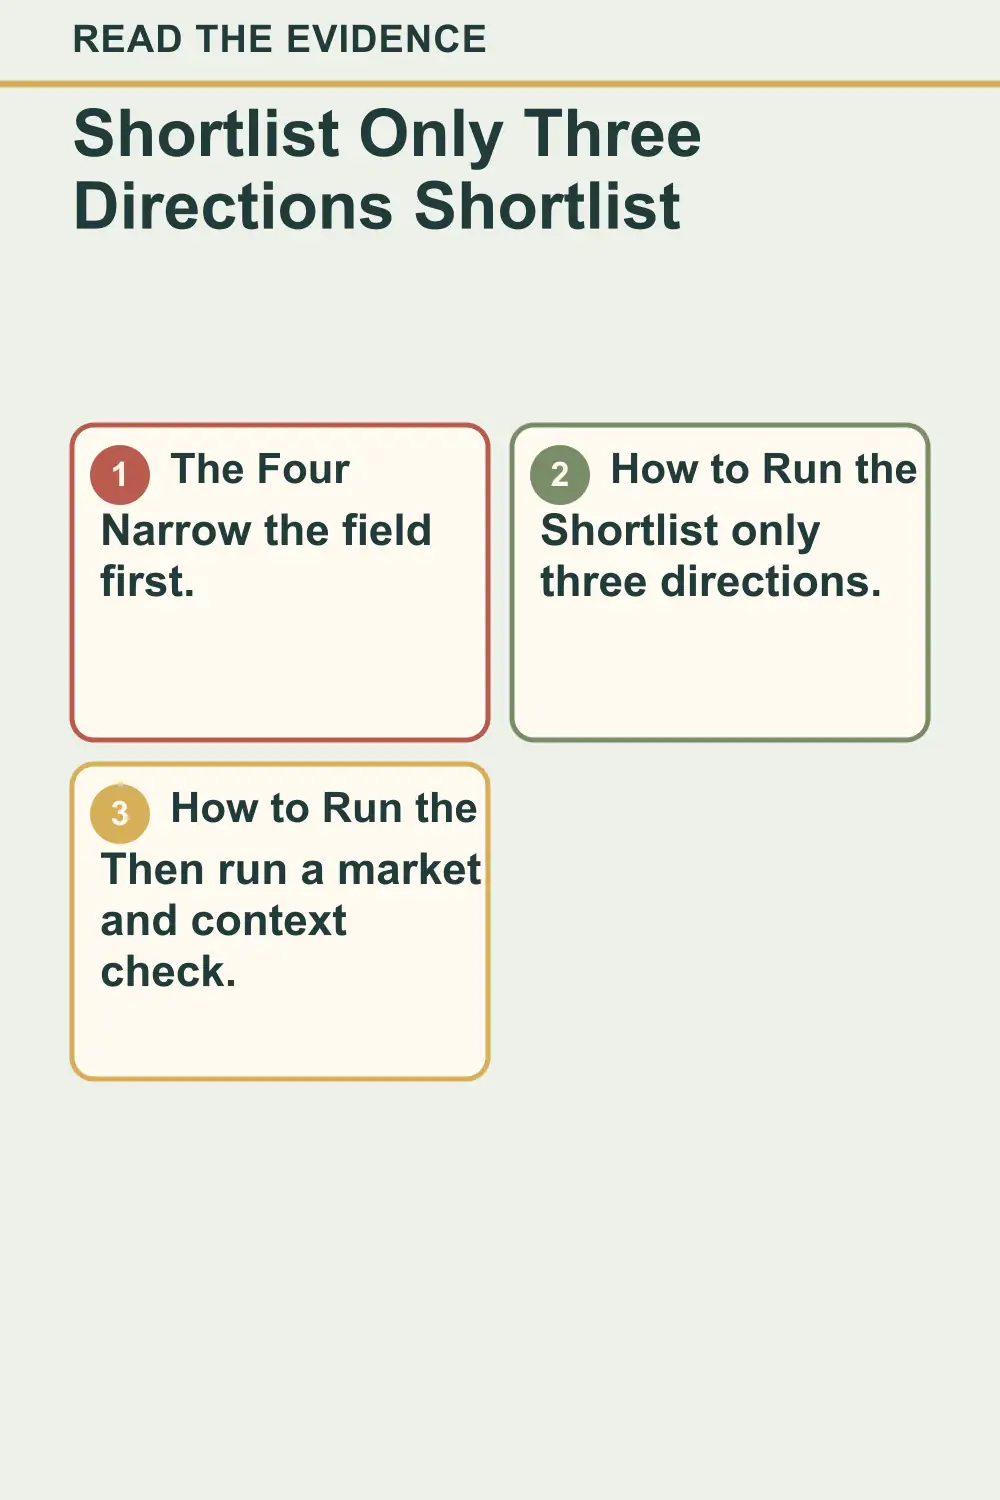 READ THE EVIDENCE
Shortlist Only Three
Directions Shortlist
1 The Four
Narrow the field
first.
2 How to Run the
Shortlist only
three directions.
3 How to Run the
Then run a market
and context
check.